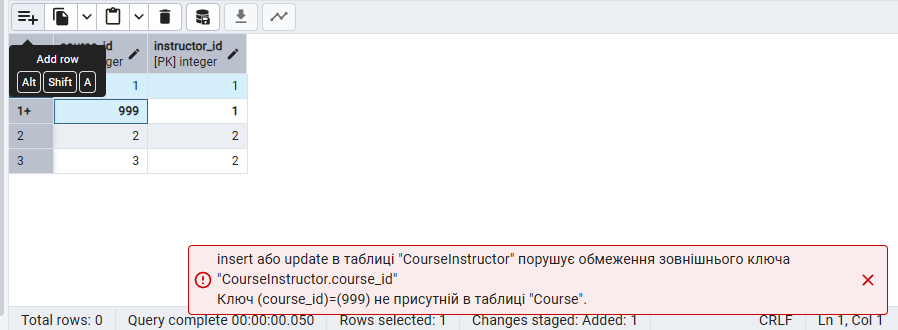 course_id instructor_id
Add row
integer [PK] integer
Alt Shift A
1 1
1+ 999 1
2 2 2
3 3 2
insert або update в таблиці "CourseInstructor" порушує обмеження зовнішнього ключа
"CourseInstructor.course_id"
Ключ (course_id)=(999) не присутній в таблиці "Course".
Total rows: 0 Query complete 00:00:00.050 Rows selected: 1 Changes staged: Added: 1 CRLF Ln 1, Col 1